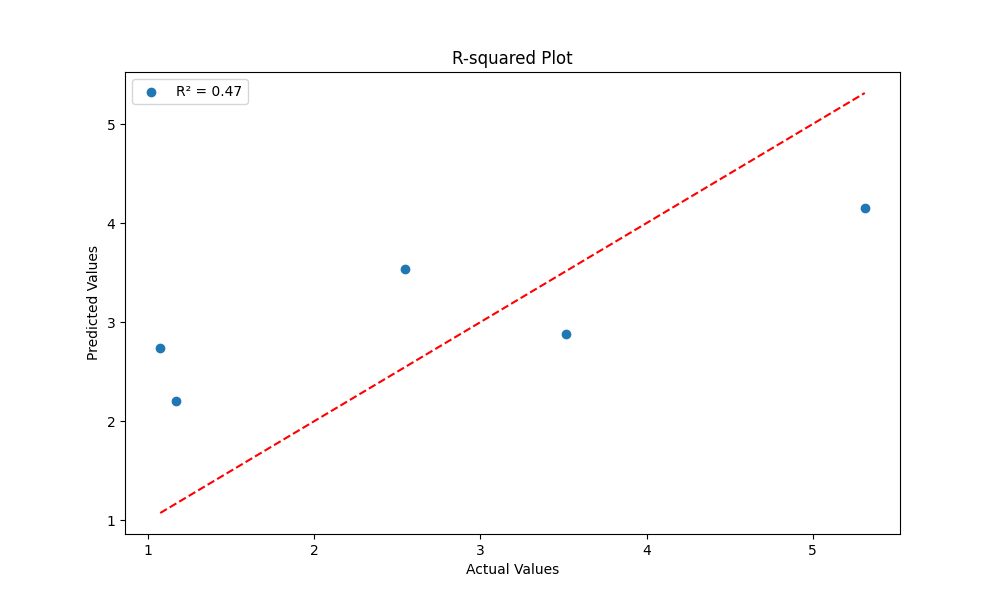 R-squared Plot
R² = 0.47
Predicted Values
5
4
3
2
1
1 2 3 4 5
Actual Values